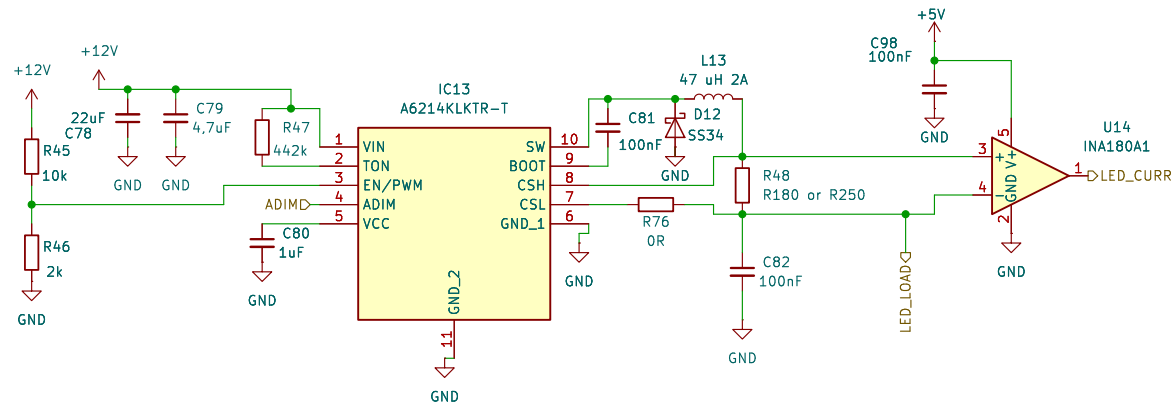 +5V
C98
100nF
GND
+12V
+12V
22uF
C78
C79
4,7uF
GND
GND
R45
10k
R46
2k
GND
R47
442k
IC13
A6214KLKTR-T
1
VIN
2
TON
3
EN/PWM
4
ADIM
5
VCC
SW
10
BOOT
9
CSH
8
CSL
7
GND_1
6
GND_2
11
GND
ADIM
C80
1uF
GND
GND
C81
100nF
L13
47 uH 2A
D12
SS34
GND
R48
R180 or R250
R76
0R
C82
100nF
GND
LED_LOAD
U14
INA180A1
3
+
4
-
5
V+
GND
2
1
LED_CURR
GND